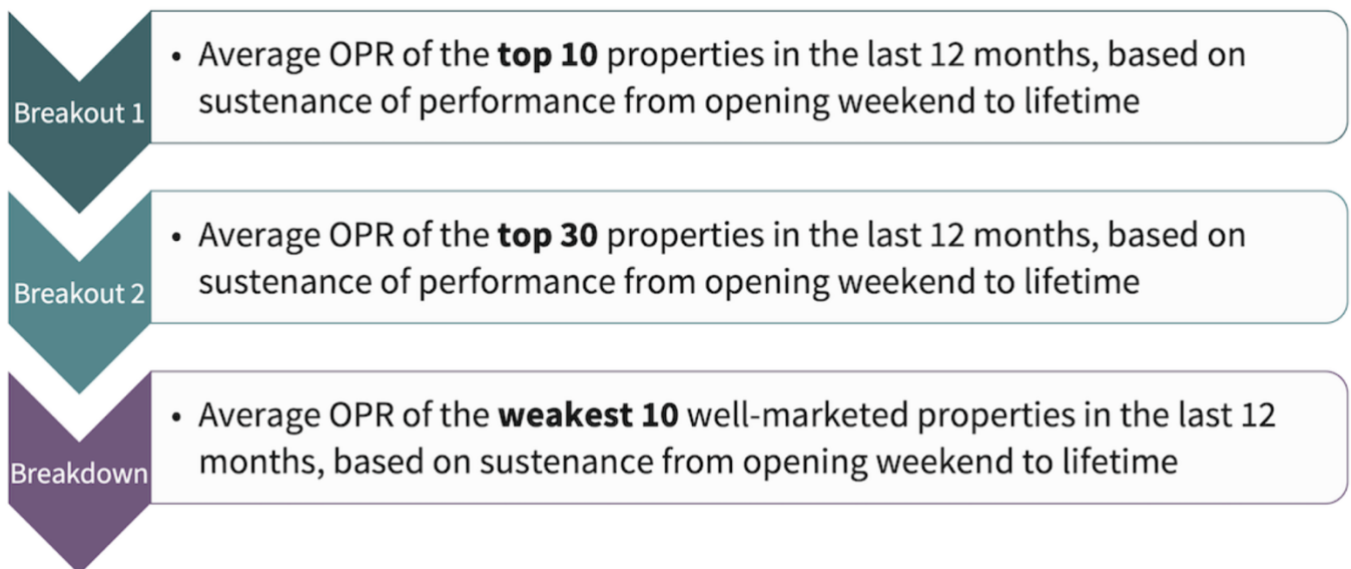 Breakout 1
• Average OPR of the top 10 properties in the last 12 months, based on
sustenance of performance from opening weekend to lifetime
Breakout 2
• Average OPR of the top 30 properties in the last 12 months, based on
sustenance of performance from opening weekend to lifetime
Breakdown
• Average OPR of the weakest 10 well-marketed properties in the last 12
months, based on sustenance from opening weekend to lifetime